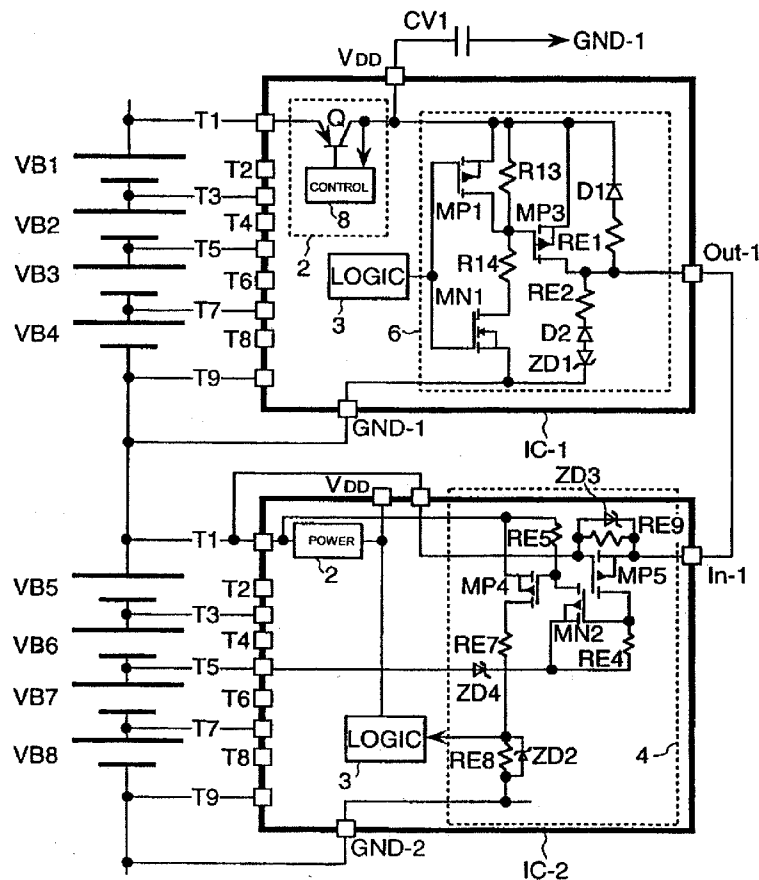 CV1
GND-1
VDD
T1
Q
VB1
T2
CONTROL
R13
D1
T3
8
MP1
MP3
RE1
VB2
T4
2
Out-1
T5
LOGIC
R14
VB3
T6
3
MN1
RE2
T7
6
D2
VB4
T8
ZD1
T9
GND-1
IC-1
VDD
ZD3
T1
POWER
RE5
RE9
2
MP4
MP5
In-1
VB5
T2
T3
MN2
VB6
T4
RE7
RE4
T5
ZD4
VB7
T6
T7
LOGIC
RE8
ZD2
4
VB8
T8
3
T9
GND-2
IC-2